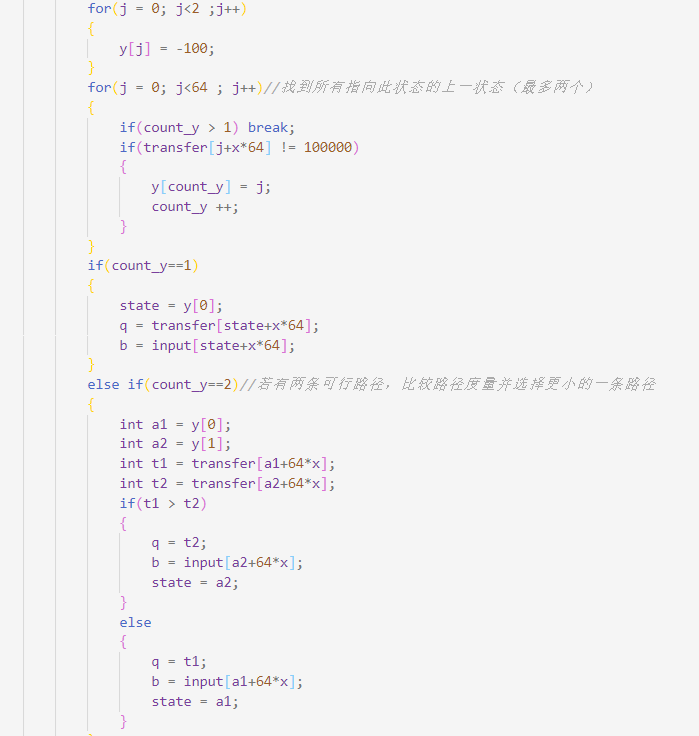 for(j = 0; j<2 ;j++)
{
y[j] = -100;
}
for(j = 0; j<64 ; j++)//找到所有指向此状态的上一状态（最多两个）
{
if(count_y > 1) break;
if(transfer[j+x*64] != 100000)
{
y[count_y] = j;
count_y ++;
}
}
if(count_y==1)
{
state = y[0];
q = transfer[state+x*64];
b = input[state+x*64];
}
else if(count_y==2)//若有两条可行路径，比较路径度量并选择更小的一条路径
{
int a1 = y[0];
int a2 = y[1];
int t1 = transfer[a1+64*x];
int t2 = transfer[a2+64*x];
if(t1 > t2)
{
q = t2;
b = input[a2+64*x];
state = a2;
}
else
{
q = t1;
b = input[a1+64*x];
state = a1;
}